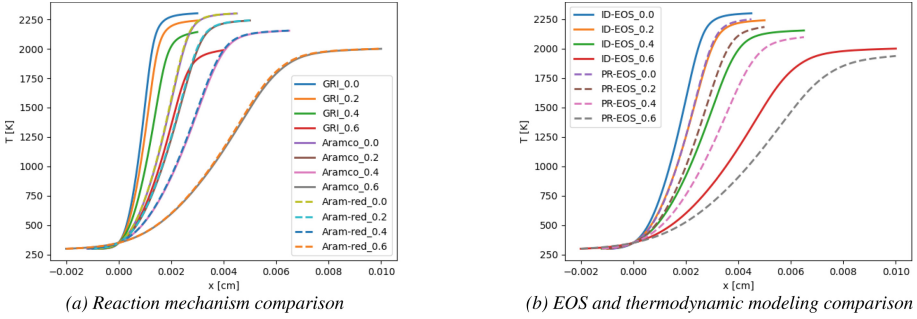 2250
2000
1750
1500
1250
1000
750
500
250
T [K]
GRI_0.0
GRI_0.2
GRI_0.4
GRI_0.6
Aramco_0.0
Aramco_0.2
Aramco_0.4
Aramco_0.6
Aram-red_0.0
Aram-red_0.2
Aram-red_0.4
Aram-red_0.6
−0.002 0.000 0.002 0.004 0.006 0.008 0.010
x [cm]
(a) Reaction mechanism comparison
2250
2000
1750
1500
1250
1000
750
500
250
T [K]
ID-EOS_0.0
ID-EOS_0.2
ID-EOS_0.4
ID-EOS_0.6
PR-EOS_0.0
PR-EOS_0.2
PR-EOS_0.4
PR-EOS_0.6
−0.002 0.000 0.002 0.004 0.006 0.008 0.010
x [cm]
(b) EOS and thermodynamic modeling comparison